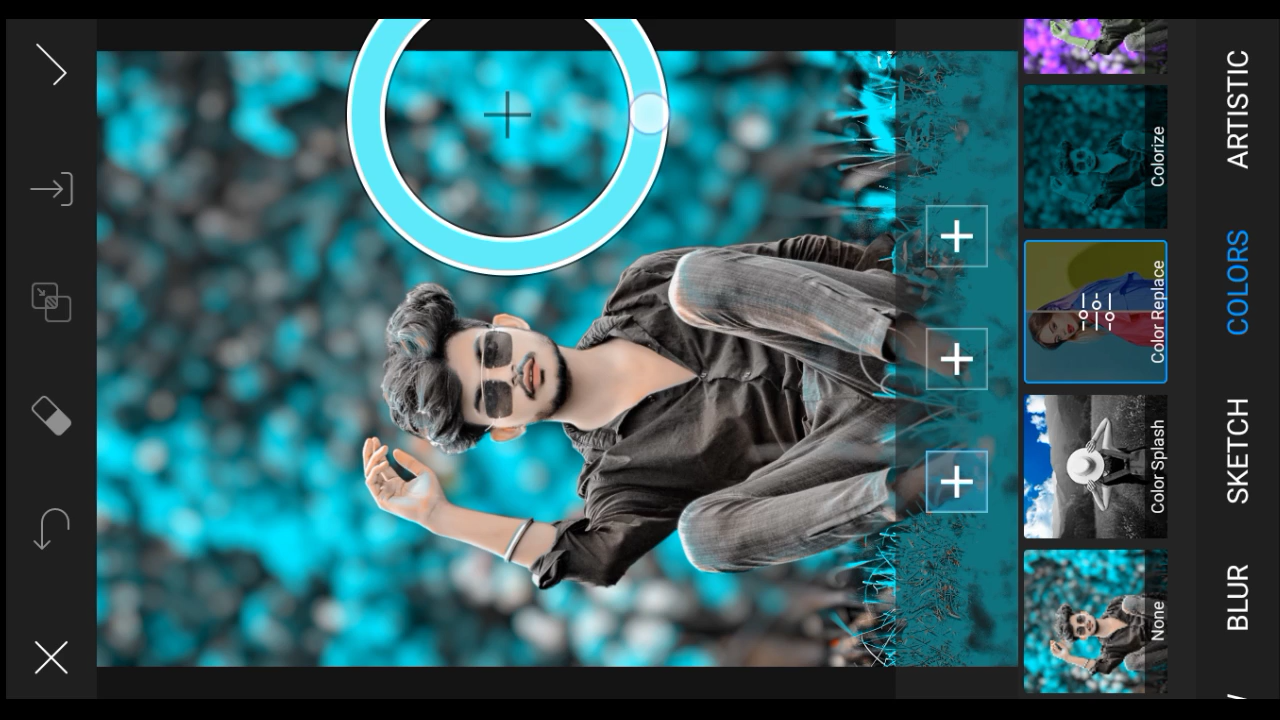 None
Color Splash
Color Replace
Colorize
BLUR
SKETCH
COLORS
ARTISTIC